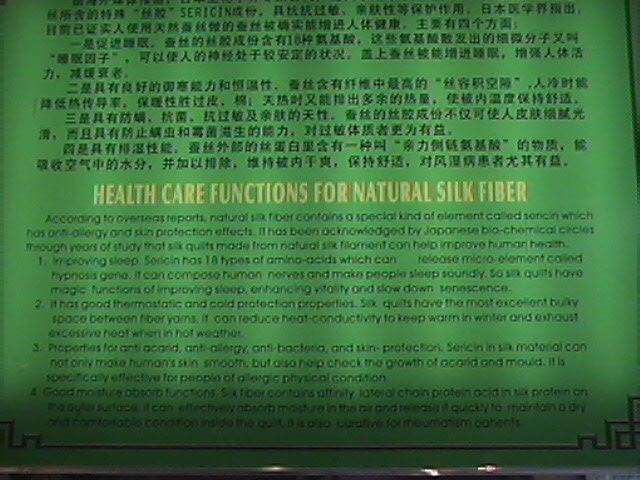 丝所含的特殊“丝胶”SERICIN成份，具抗抗过敏、亲肤性等保护作用。日本医学界指出，
目前已证实人使用天然蚕丝做的蚕丝被确实能增进人体健康，主要有四个方面：
一是促进睡眠。蚕丝的丝胶成份含有18种氨基酸，这些氨基酸散发出的细微分子又叫
“睡眠因子”，可以使人的神经处于较安定的状况。盖上蚕丝被能增进睡眠，增强人体活
力，减缓衰老。
二是具有良好的御寒能力和恒温性。蚕丝含有纤维中最高的“丝容积空隙”，人冷时能
降低热传导率，保暖性胜过皮、棉；天热时又能排出多余的热量，使被内温度保持舒适。
三是具有防螨、抗菌、抗过敏及亲肤的天性。蚕丝的丝胶成份不仅可使人皮肤细腻光
滑，而且具有防止螨虫和霉菌滋生的能力，对过敏体质者更为有益。
四是具有排湿性能。蚕丝外部的丝蛋白里含有一种叫“亲力侧链氨基酸”的物质，能
吸收空气中的水分，并加以排除，维持被内干爽，保持舒适，对风湿病患者尤其有益。
HEALTH CARE FUNCTIONS FOR NATURAL SILK FIBER
According to overseas reports, natural silk fiber contains a special kind of element called sericin which
has anti-allergy and skin protection effects. It has been acknowledged by Japanese bio-chemical circles
through years of study that silk quilts made from natural silk filament can help improve human health.
1. Improving sleep. Sericin has 18 types of amino-acids which can release micro-element called
hypnosis gene. It can compose human nerves and make people sleep soundly. So silk quilts have
magic functions of improving sleep, enhancing vitality and slow down senescence.
2. It has good thermostatic and cold protection properties. Silk quilts have the most excellent bulky
space between fiber yarns. It can reduce heat-conductivity to keep warm in winter and exhaust
excessive heat when in hot weather.
3. Properties for anti acarid, anti-allergy, anti-bacteria, and skin- protection. Sericin in silk material can
not only make human's skin smooth, but also help check the growth of acarid and mould. It is
specifically effective for people of allergic physical condition.
4. Good moisture absorb functions. Silk fiber contains affinity lateral chain protein acid in silk protein on
the outer surface. It can effectively absorb moisture in the air and release it quickly to maintain a dry
and comfortable condition inside the quilt. It is also curative for rheumatism patients.